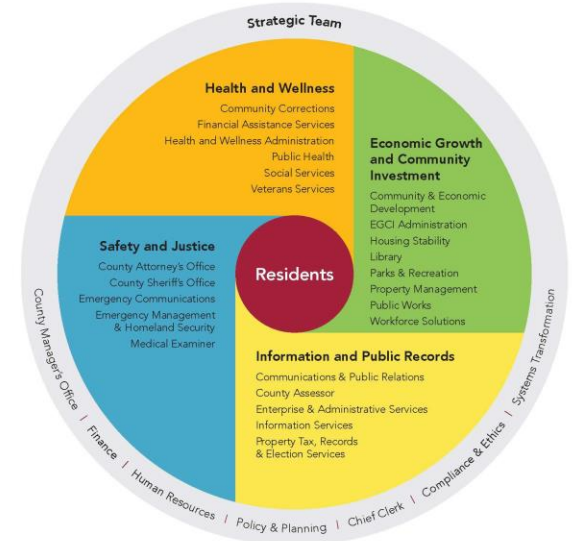 Strategic Team
Health and Wellness
Community Corrections
Financial Assistance Services
Health and Wellness Administration
Public Health
Social Services
Veterans Services
Economic Growth
and Community
Investment
Community & Economic
Development
EGCI Administration
Housing Stability
Library
Parks & Recreation
Property Management
Public Works
Workforce Solutions
Safety and Justice
County Attorney's Office
County Sheriff's Office
Emergency Communications
Emergency Management
& Homeland Security
Medical Examiner
Residents
Information and Public Records
Communications & Public Relations
County Assessor
Enterprise & Administrative Services
Information Services
Property Tax, Records
& Election Services
County Manager's Office | Finance | Human Resources | Policy & Planning | Chief Clerk | Compliance & Ethics | Systems Transformation